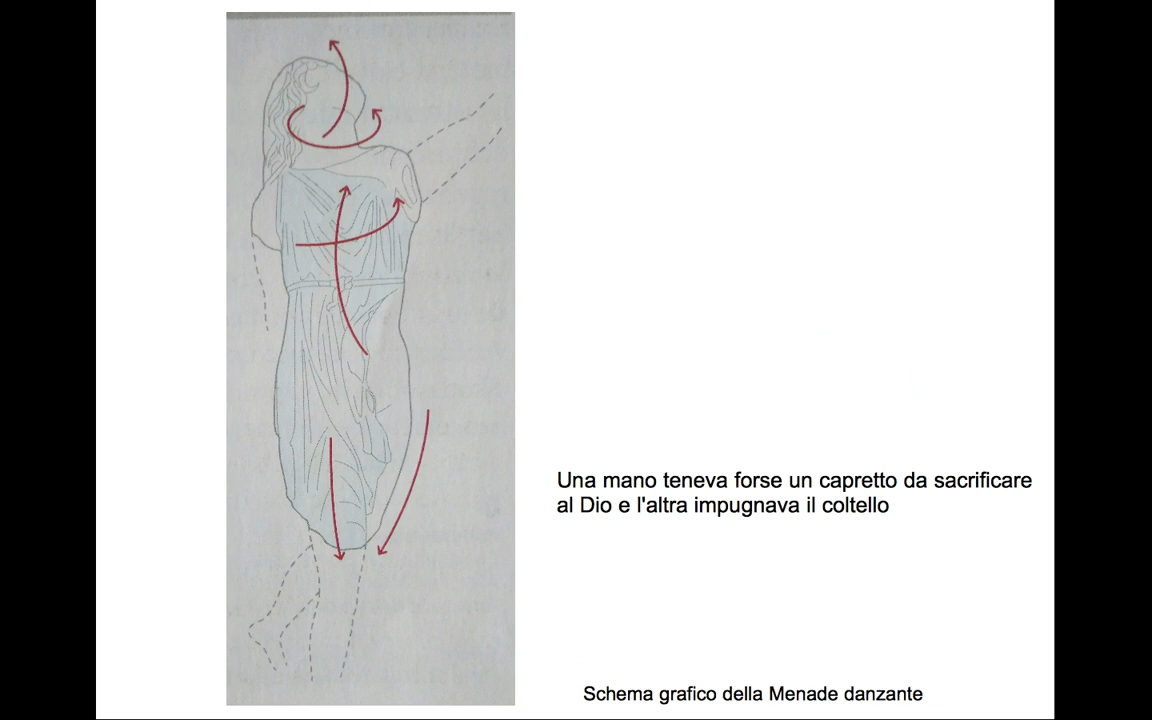 Una mano teneva forse un capretto da sacrificare
al Dio e l'altra impugnava il coltello
Schema grafico della Menade danzante